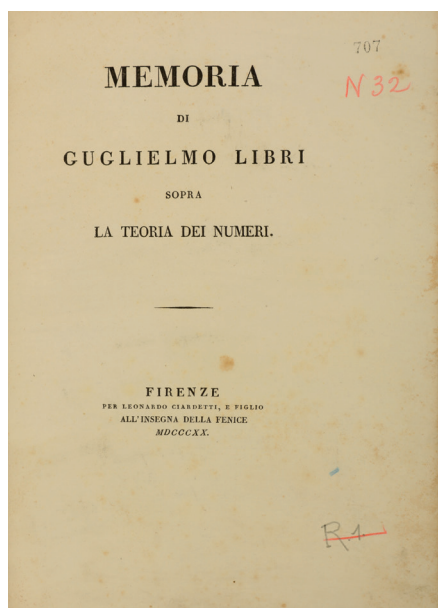 707
N 32
MEMORIA
DI
GUGLIELMO LIBRI
SOPRA
LA TEORIA DEI NUMERI.
FIRENZE
PER LEONARDO CIARDETTI, E FIGLIO
ALL'INSEGNA DELLA FENICE
MDCCCXX.
R.1.